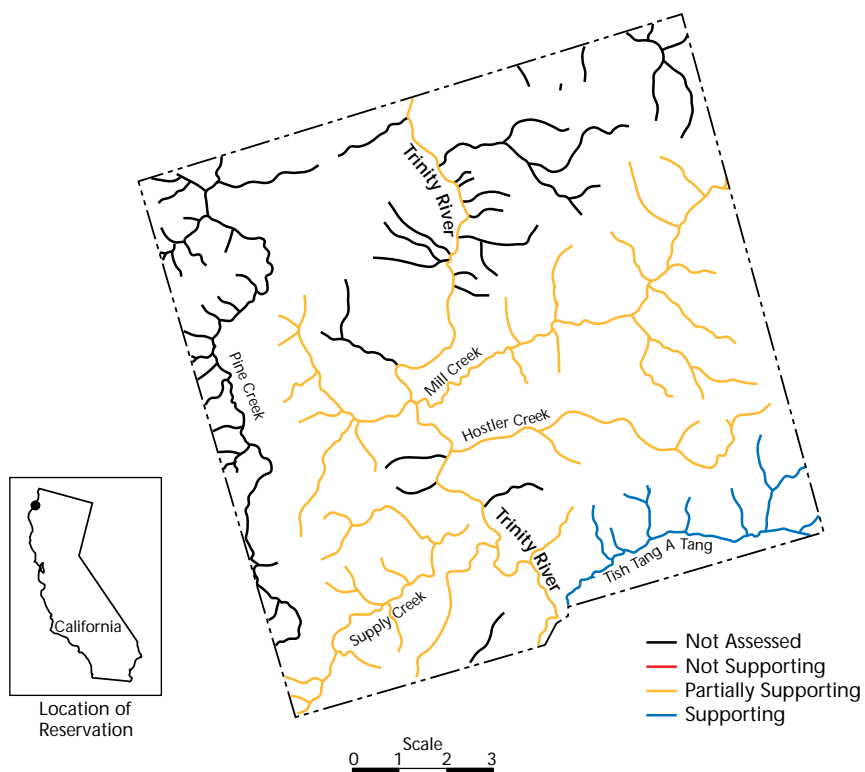 Trinity River
Pine Creek
Mill Creek
Hostler Creek
Trinity River
Tish Tang A Tang
Supply Creek
California
Location of
Reservation
Not Assessed
Not Supporting
Partially Supporting
Supporting
Scale
0 1 2 3